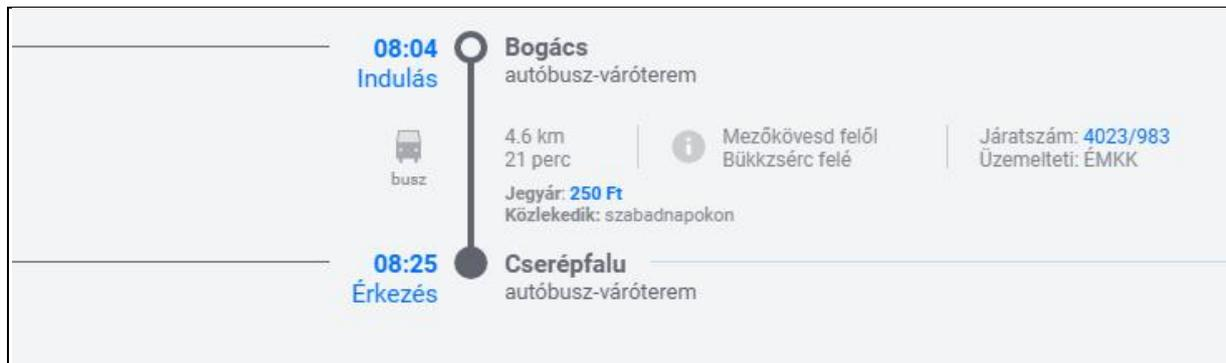 08:04
Indulás
Bogács
autóbusz-váróterem
busz
4.6 km
21 perc
Mezőkövesd felől
Bükkzsérc felé
Járatszám: 4023/983
Üzemelteti: ÉMKK
Jegyár: 250 Ft
Közlekedik: szabadnapokon
08:25
Érkezés
Cserépfalu
autóbusz-váróterem